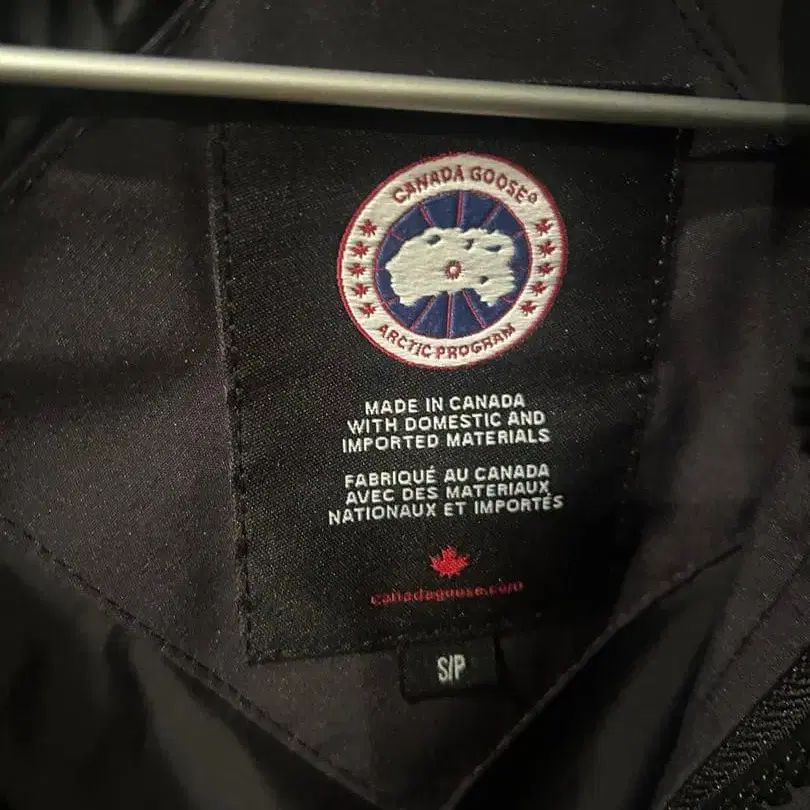 CANADA GOOSE®
ARCTIC PROGRAM
MADE IN CANADA
WITH DOMESTIC AND
IMPORTED MATERIALS
FABRIQUÉ AU CANADA
AVEC DES MATERIAUX
NATIONAUX ET IMPORTÉS
canadagoose.com
S/P